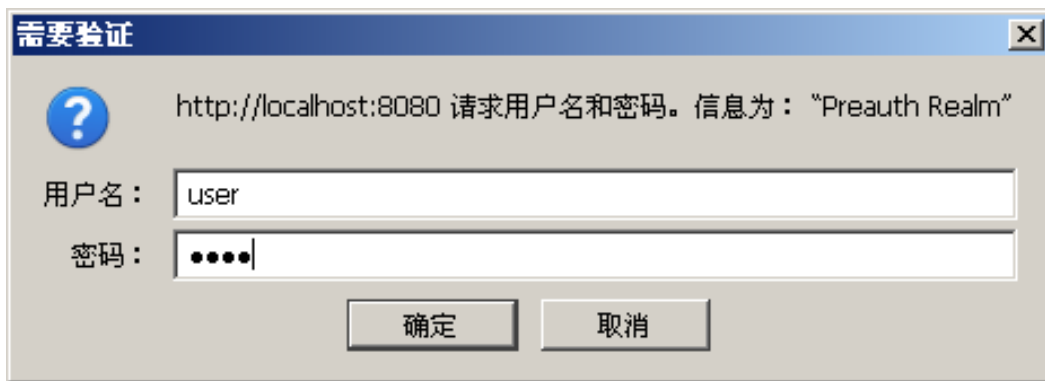 需要验证
http://localhost:8080 请求用户名和密码。信息为：“Preauth Realm”
用户名： user
密码： ••••
确定 取消